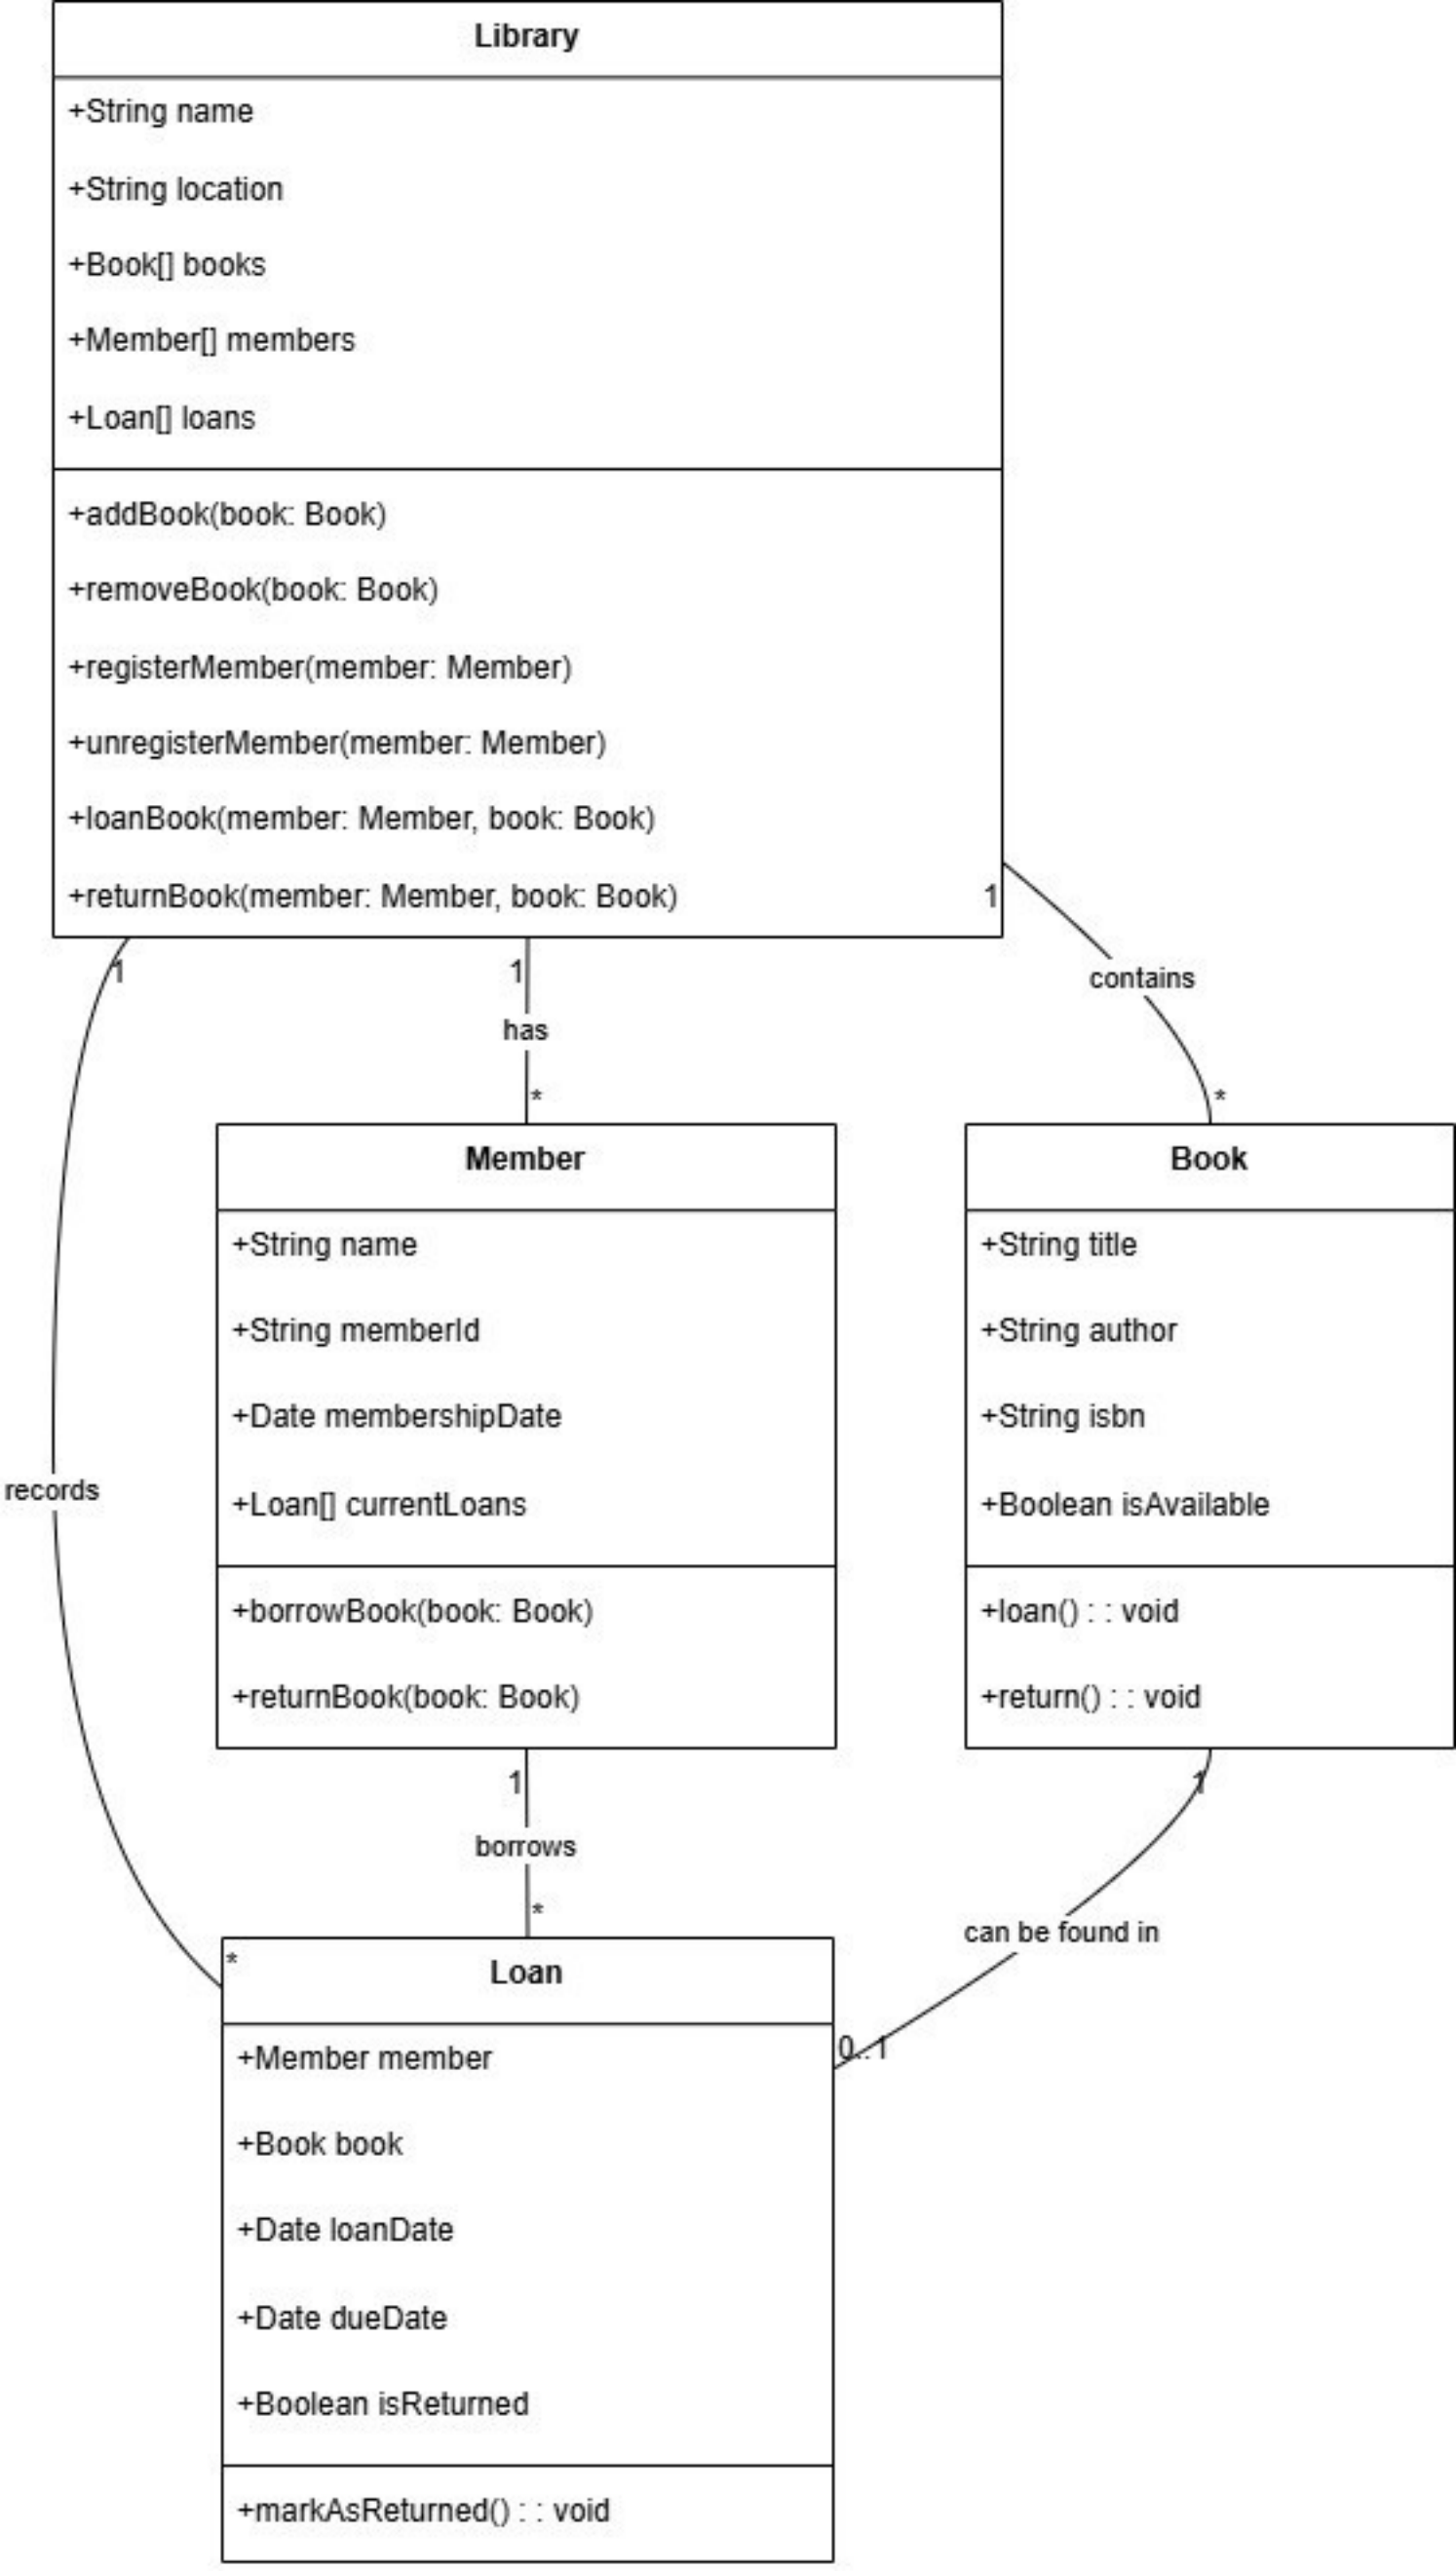 Library
+String name
+String location
+Book[] books
+Member[] members
+Loan[] loans
+addBook(book: Book)
+removeBook(book: Book)
+registerMember(member: Member)
+unregisterMember(member: Member)
+loanBook(member: Member, book: Book)
+returnBook(member: Member, book: Book)
1
1
1
contains
has
*
*
Member
+String name
+String memberId
+Date membershipDate
+Loan[] currentLoans
+borrowBook(book: Book)
+returnBook(book: Book)
Book
+String title
+String author
+String isbn
+Boolean isAvailable
+loan() : : void
+return() : : void
records
1
1
borrows
can be found in
*
*
0..1
Loan
+Member member
+Book book
+Date loanDate
+Date dueDate
+Boolean isReturned
+markAsReturned() : : void